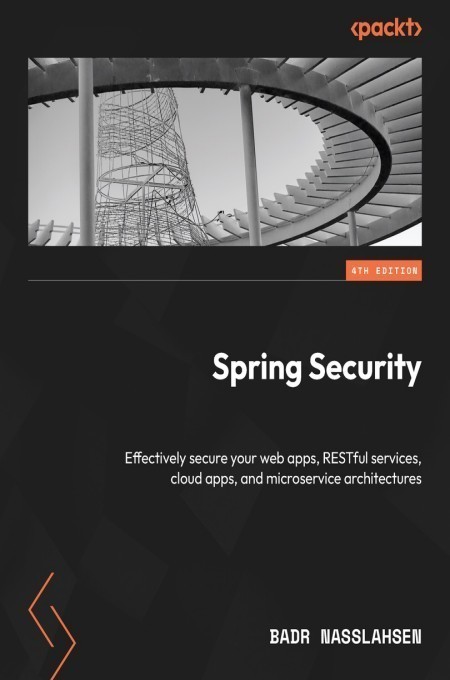 <packt>
4TH EDITION
Spring Security
Effectively secure your web apps, RESTful services,
cloud apps, and microservice architectures
BADR NASSLAHSEN